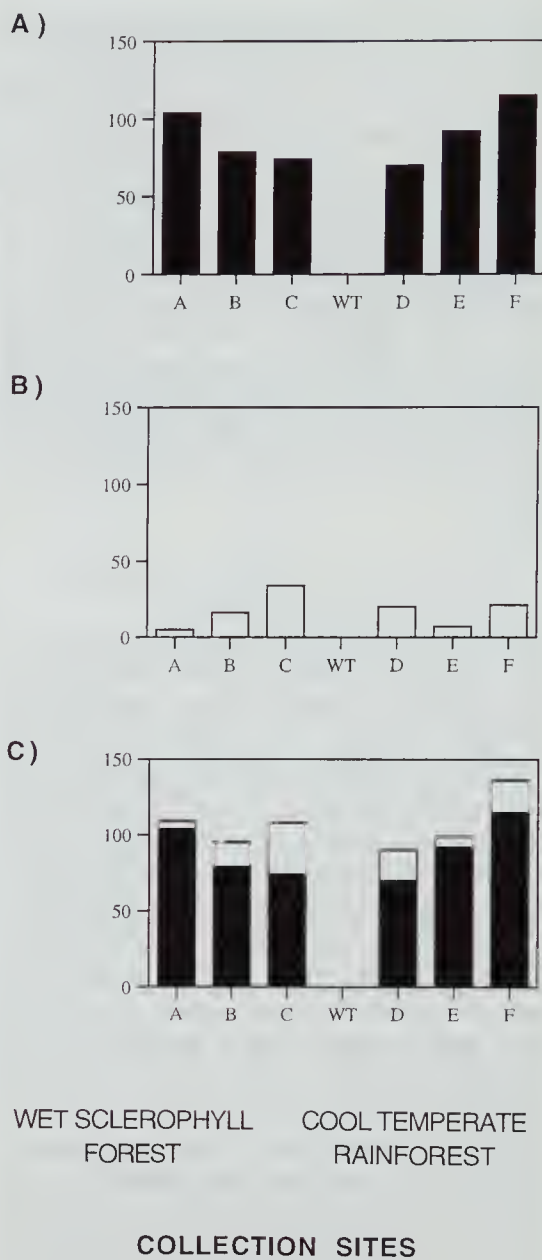 A)
150
100
50
0
A B C WT D E F
B)
150
100
50
0
A B C WT D E F
C)
150
100
50
0
A B C WT D E F
WET SCLEROPHYLL COOL TEMPERATE
FOREST RAINFOREST
COLLECTION SITES